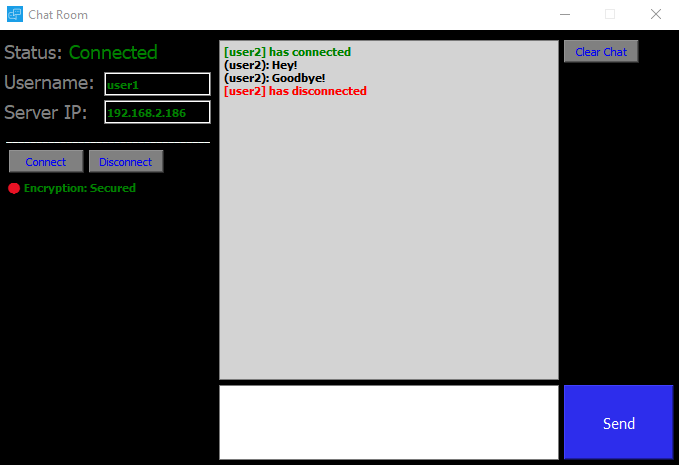 Chat Room
Status: Connected
Username: user1
Server IP: 192.168.2.186
Connect Disconnect
Encryption: Secured
[user2] has connected
(user2): Hey!
(user2): Goodbye!
[user2] has disconnected
Clear Chat
Send